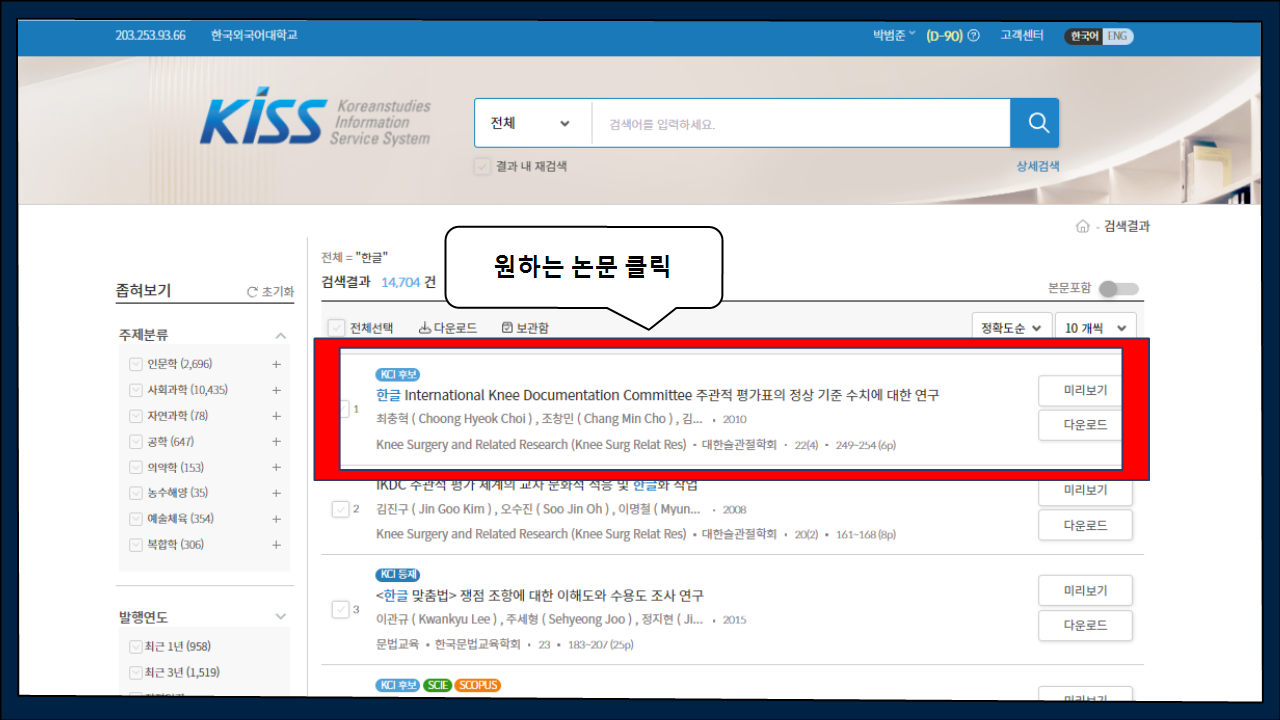 203.253.93.66 한국외국어대학교 박범준 (D-90) ? 고객센터 한국어 ENG
KISS Koreanstudies
Information
Service System
전체 검색어를 입력하세요.
결과 내 재검색 상세검색
- 검색결과
원하는 논문 클릭
전체 = "한글"
검색결과 14,704 건
본문포함
좁혀보기 초기화
전체선택 다운로드 보관함 정확도순 10 개씩
주제분류
인문학 (2,696) +
사회과학 (10,435) +
자연과학 (78) +
공학 (647) +
의약학 (153) +
농수해양 (35) +
예술체육 (354) +
복합학 (306) +
발행연도
최근 1년 (958)
최근 3년 (1,519)
KCI 후보
1 한글 International Knee Documentation Committee 주관적 평가표의 정상 기준 수치에 대한 연구
최충혁 ( Choong Hyeok Choi ) , 조창민 ( Chang Min Cho ) , 김... · 2010
Knee Surgery and Related Research (Knee Surg Relat Res) • 대한슬관절학회 · 22(4) • 249~254 (6p)
미리보기
다운로드
IKDC 주관적 평가 체계의 교차 문화적 적응 및 한글화 작업
2 김진구 ( Jin Goo Kim ) , 오수진 ( Soo Jin Oh ) , 이명철 ( Myun... · 2008
Knee Surgery and Related Research (Knee Surg Relat Res) • 대한슬관절학회 · 20(2) • 161~168 (8p)
미리보기
다운로드
KCI 등재
<한글 맞춤법> 쟁점 조항에 대한 이해도와 수용도 조사 연구
3 이관규 ( Kwankyu Lee ) , 주세형 ( Sehyeong Joo ) , 정지현 ( Ji... · 2015
문법교육 • 한국문법교육학회 · 23 • 183~207 (25p)
미리보기
다운로드
KCI 후보 SCIE SCOPUS
미리보기